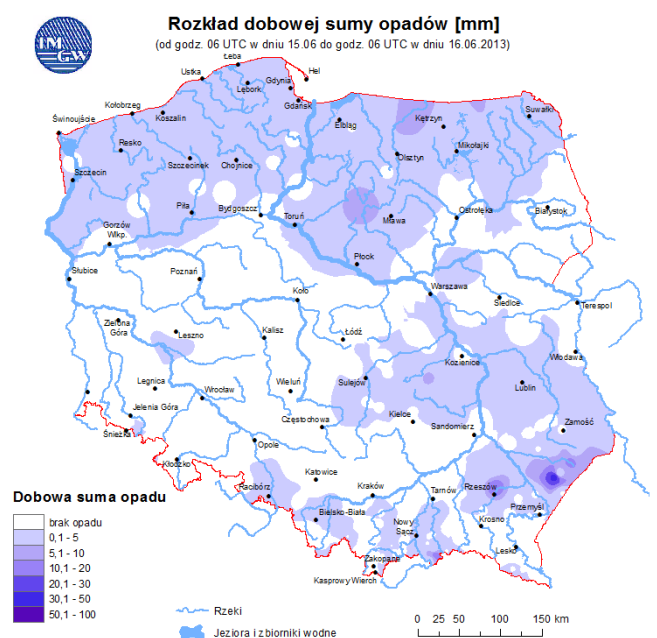 IM
GW
Rozkład dobowej sumy opadów [mm]
(od godz. 06 UTC w dniu 15.06 do godz. 06 UTC w dniu 16.06.2013)
Łeba
Ustka
Hel
Lębork
Gdynia
Gdańsk
Kołobrzeg
Koszalin
Świnoujście
Elbląg
Kętrzyn
Suwałki
Resko
Szczecinek
Chojnice
Olsztyn
Mikołajki
Szczecin
Piła
Bydgoszcz
Toruń
Mława
Ostrołęka
Białystok
Gorzów
Wlkp.
Płock
Słubice
Poznań
Koło
Warszawa
Siedlce
Terespol
Zielona
Góra
Leszno
Kalisz
Łódź
Kozienice
Włodawa
Legnica
Wrocław
Wieluń
Sulejów
Lublin
Jelenia Góra
Śnieżka
Częstochowa
Kielce
Sandomierz
Zamość
Kłodzko
Opole
Racibórz
Katowice
Kraków
Tarnów
Rzeszów
Przemyśl
Bielsko-Biała
Nowy
Sącz
Krosno
Lesko
Zakopane
Kasprowy Wierch
Dobowa suma opadu
brak opadu
0,1 - 5
5,1 - 10
10,1 - 20
20,1 - 30
30,1 - 50
50,1 - 100
Rzeki
Jeziora i zbiorniki wodne
0 25 50 100 150 km